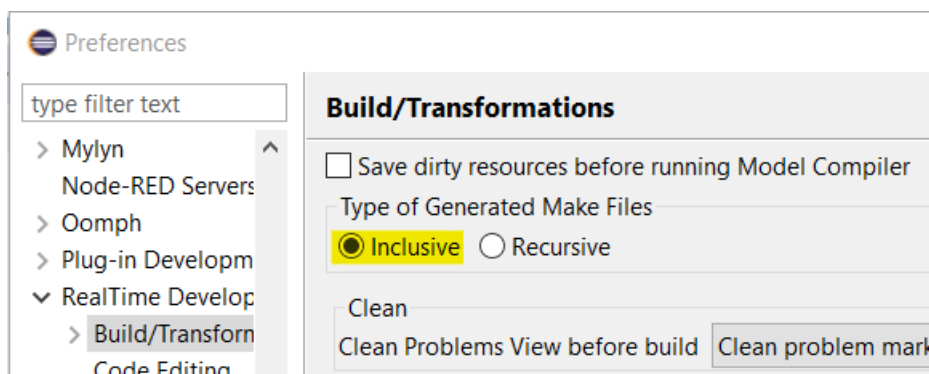 Preferences
type filter text
Mylyn
Node-RED Servers
Oomph
Plug-in Developm
RealTime Develop
Build/Transforn
Code Editing
Build/Transformations
Save dirty resources before running Model Compiler
Type of Generated Make Files
Inclusive Recursive
Clean
Clean Problems View before build Clean problem mark